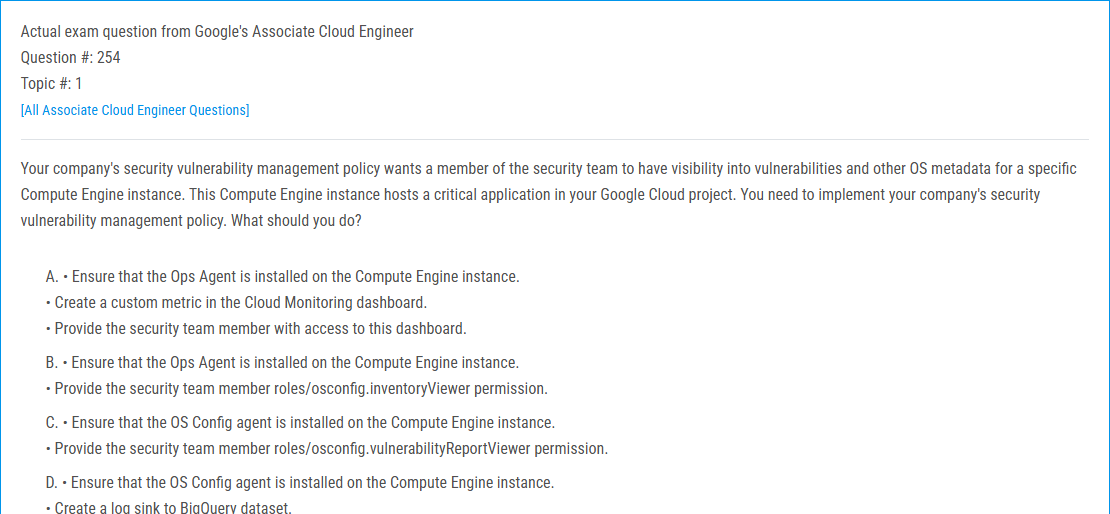 Actual exam question from Google's Associate Cloud Engineer
Question #: 254
Topic #: 1
[All Associate Cloud Engineer Questions]
Your company's security vulnerability management policy wants a member of the security team to have visibility into vulnerabilities and other OS metadata for a specific
Compute Engine instance. This Compute Engine instance hosts a critical application in your Google Cloud project. You need to implement your company's security
vulnerability management policy. What should you do?
A. • Ensure that the Ops Agent is installed on the Compute Engine instance.
• Create a custom metric in the Cloud Monitoring dashboard.
• Provide the security team member with access to this dashboard.
B. • Ensure that the Ops Agent is installed on the Compute Engine instance.
• Provide the security team member roles/osconfig.inventoryViewer permission.
C. • Ensure that the OS Config agent is installed on the Compute Engine instance.
• Provide the security team member roles/osconfig.vulnerabilityReportViewer permission.
D. • Ensure that the OS Config agent is installed on the Compute Engine instance.
• Create a log sink to BigQuery dataset.